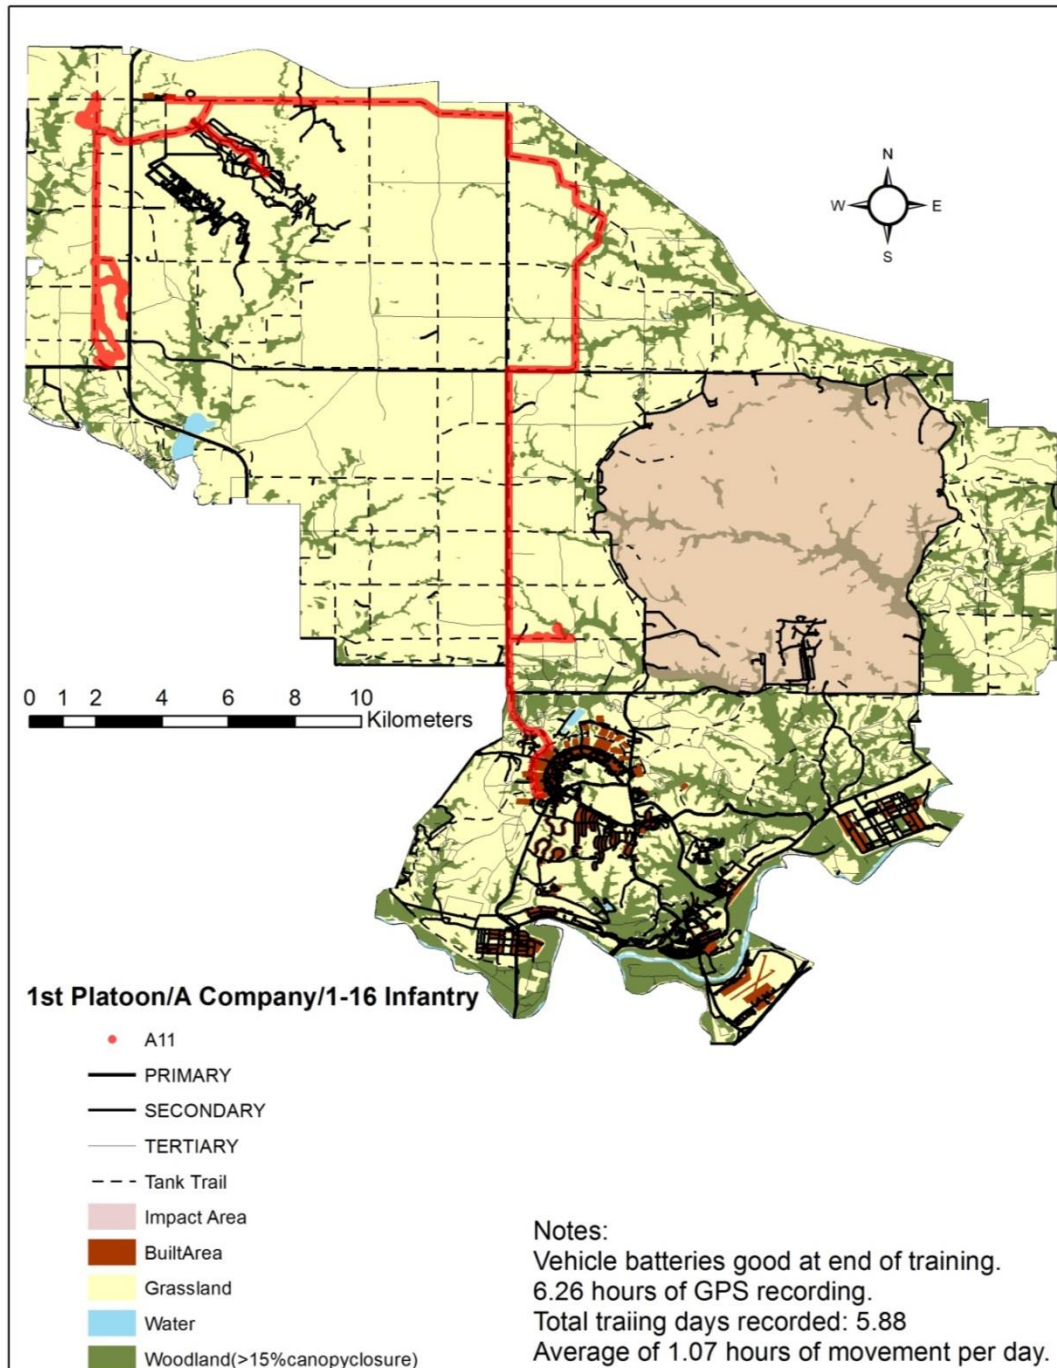 N
W E
S
0 1 2 4 6 8 10
Kilometers
1st Platoon/A Company/1-16 Infantry
A11
PRIMARY
SECONDARY
TERTIARY
Tank Trail
Impact Area
BuiltArea
Grassland
Water
Woodland(>15%canopyclosure)
Notes:
Vehicle batteries good at end of training.
6.26 hours of GPS recording.
Total traiing days recorded: 5.88
Average of 1.07 hours of movement per day.